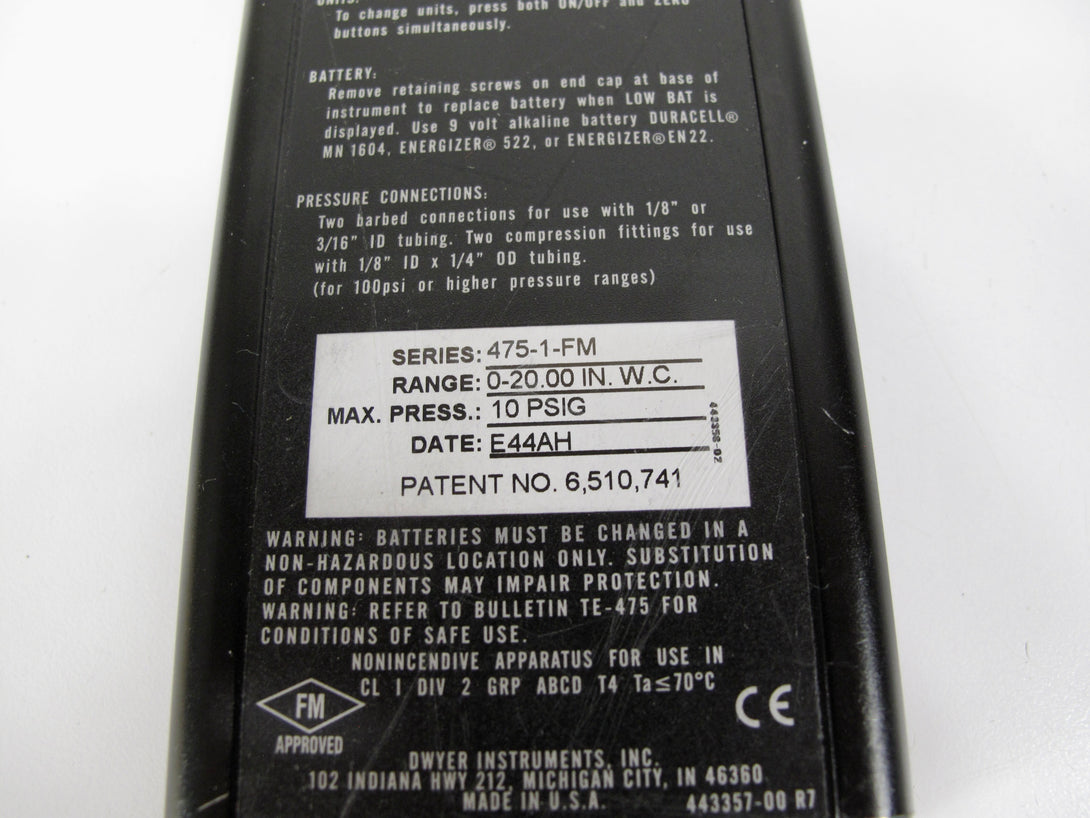 UNITS:
To change units, press both ON/OFF and ZERO
buttons simultaneously.
BATTERY:
Remove retaining screws on end cap at base of
instrument to replace battery when LOW BAT is
displayed. Use 9 volt alkaline battery DURACELL®
MN 1604, ENERGIZER® 522, or ENERGIZER® EN22.
PRESSURE CONNECTIONS:
Two barbed connections for use with 1/8" or
3/16" ID tubing. Two compression fittings for use
with 1/8" ID x 1/4" OD tubing.
(for 100psi or higher pressure ranges)
SERIES: 475-1-FM
RANGE: 0-20.00 IN. W.C.
MAX. PRESS.: 10 PSIG
DATE: E44AH
443358-02
PATENT NO. 6,510,741
WARNING: BATTERIES MUST BE CHANGED IN A
NON-HAZARDOUS LOCATION ONLY. SUBSTITUTION
OF COMPONENTS MAY IMPAIR PROTECTION.
WARNING: REFER TO BULLETIN TE-475 FOR
CONDITIONS OF SAFE USE.
NONINCENDIVE APPARATUS FOR USE IN
CL I DIV 2 GRP ABCD T4 Ta≤70°C
FM
APPROVED
CE
DWYER INSTRUMENTS, INC.
102 INDIANA HWY 212, MICHIGAN CITY, IN 46360
MADE IN U.S.A.
443357-00 R7